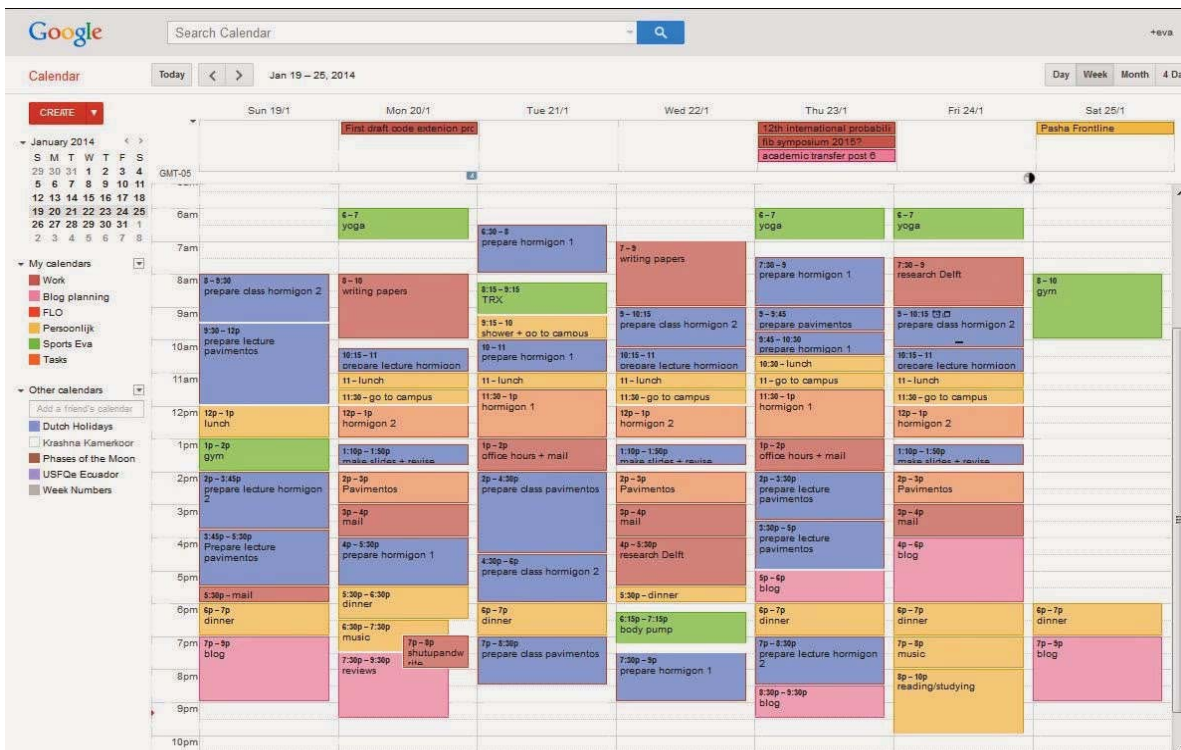 Google
Search Calendar
+eva
Calendar
Today
Jan 19 – 25, 2014
Day Week Month 4 Da
CREATE
January 2014
S M T W T F S
29 30 31 1 2 3 4
5 6 7 8 9 10 11
12 13 14 15 16 17 18
19 20 21 22 23 24 25
26 27 28 29 30 31 1
2 3 4 5 6 7 8
My calendars
Work
Blog planning
FLO
Persoonlijk
Sports Eva
Tasks
Other calendars
Add a friend's calendar
Dutch Holidays
Krashna Kamerkoor
Phases of the Moon
USFQe Ecuador
Week Numbers
Sun 19/1
Mon 20/1
Tue 21/1
Wed 22/1
Thu 23/1
Fri 24/1
Sat 25/1
First draft code extenion pro
12th international probabili
fib symposium 2015?
academic transfer post 6
Pasha Frontline
GMT-05
6am
7am
8am
9am
10am
11am
12pm
1pm
2pm
3pm
4pm
5pm
6pm
7pm
8pm
9pm
10pm
8 – 9:30
prepare class hormigon 2
9:30 – 12p
prepare lecture
pavimentos
12p – 1p
lunch
1p – 2p
gym
2p – 3:45p
prepare lecture hormigon
2
3:45p – 5:30p
Prepare lecture
pavimentos
5:30p – mail
6p – 7p
dinner
7p – 9p
blog
6 – 7
yoga
8 – 10
writing papers
10:15 – 11
prepare lecture hormigon
11 – lunch
11:30 – go to campus
12p – 1p
hormigon 2
1:10p – 1:50p
make slides + revise
2p – 3p
Pavimentos
3p – 4p
mail
4p – 5:30p
prepare hormigon 1
5:30p – 6:30p
dinner
6:30p – 7:30p
music
7p – 8p
shutupandw
rite
7:30p – 9:30p
reviews
6:30 – 8
prepare hormigon 1
8:15 – 9:15
TRX
9:15 – 10
shower + go to campus
10 – 11
prepare hormigon 1
11 – lunch
11:30 – 1p
hormigon 1
1p – 2p
office hours + mail
2p – 4:30p
prepare class pavimentos
4:30p – 6p
prepare class hormigon 2
6p – 7p
dinner
7p – 8:30p
prepare class pavimentos
7 – 9
writing papers
9 – 10:15
prepare class hormigon 2
10:15 – 11
prepare lecture hormigon
11 – lunch
11:30 – go to campus
12p – 1p
hormigon 2
1:10p – 1:50p
make slides + revise
2p – 3p
Pavimentos
3p – 4p
mail
4p – 5:30p
research Delft
5:30p – dinner
6:15p – 7:15p
body pump
7:30p – 9p
prepare hormigon 1
6 – 7
yoga
7:30 – 9
prepare hormigon 1
9 – 9:45
prepare pavimentos
9:45 – 10:30
prepare hormigon 1
10:30 – lunch
11 – go to campus
11:30 – 1p
hormigon 1
1p – 2p
office hours + mail
2p – 3:30p
prepare lecture
pavimentos
3:30p – 5p
prepare lecture
pavimentos
5p – 6p
blog
6p – 7p
dinner
7p – 8:30p
prepare lecture hormigon
2
8:30p – 9:30p
blog
6 – 7
yoga
7:30 – 9
research Delft
9 – 10:15
prepare class hormigon 2
10:15 – 11
prepare lecture hormigon
11 – lunch
11:30 – go to campus
12p – 1p
hormigon 2
1:10p – 1:50p
make slides + revise
2p – 3p
Pavimentos
3p – 4p
mail
4p – 6p
blog
6p – 7p
dinner
7p – 8p
music
8p – 10p
reading/studying
8 – 10
gym
6p – 7p
dinner
7p – 9p
blog